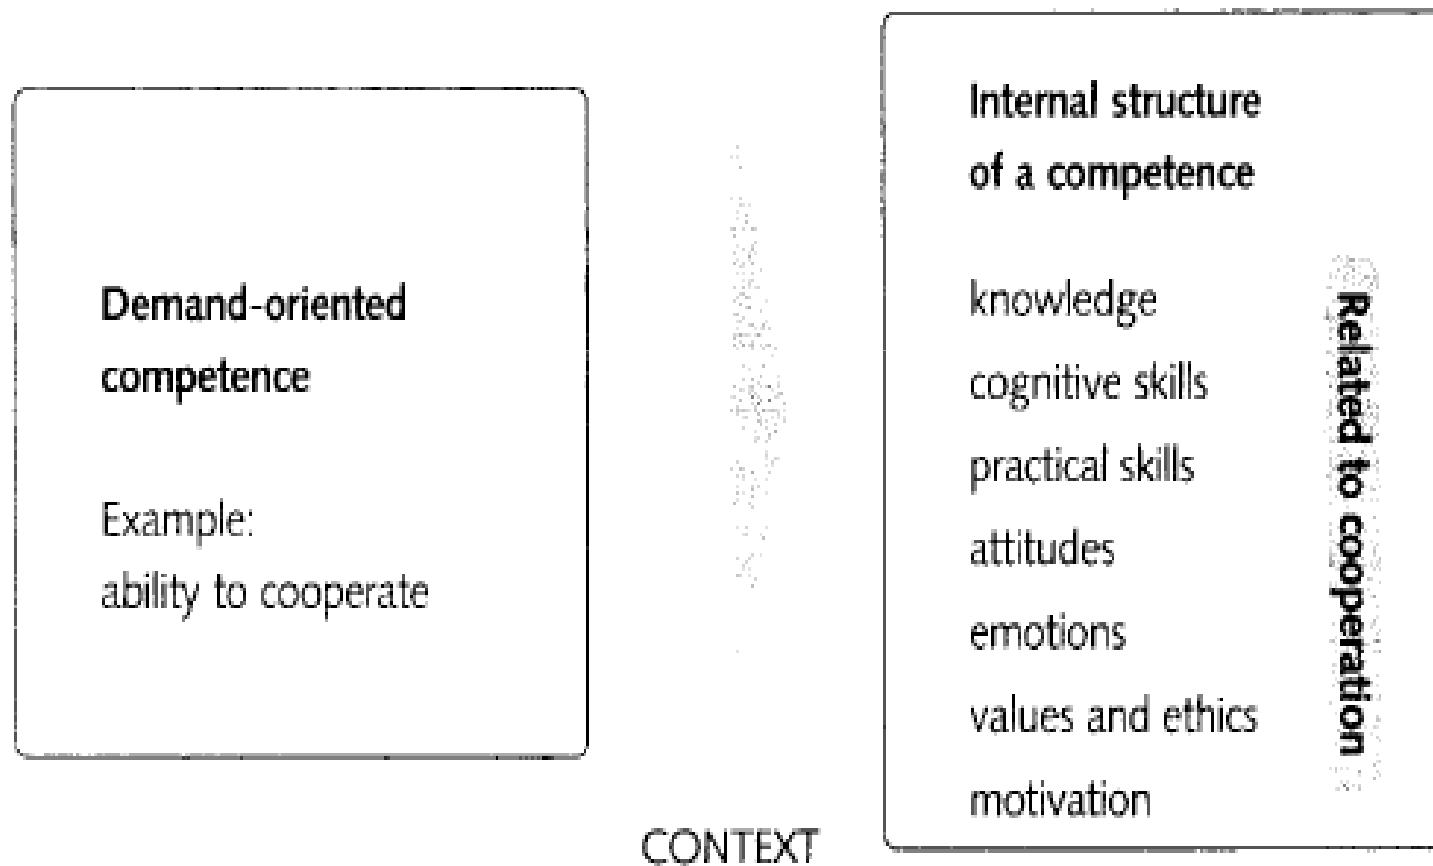 Demand-oriented
competence
Example:
ability to cooperate
Internal structure
of a competence
knowledge
cognitive skills
practical skills
attitudes
emotions
values and ethics
motivation
Related to cooperation
CONTEXT